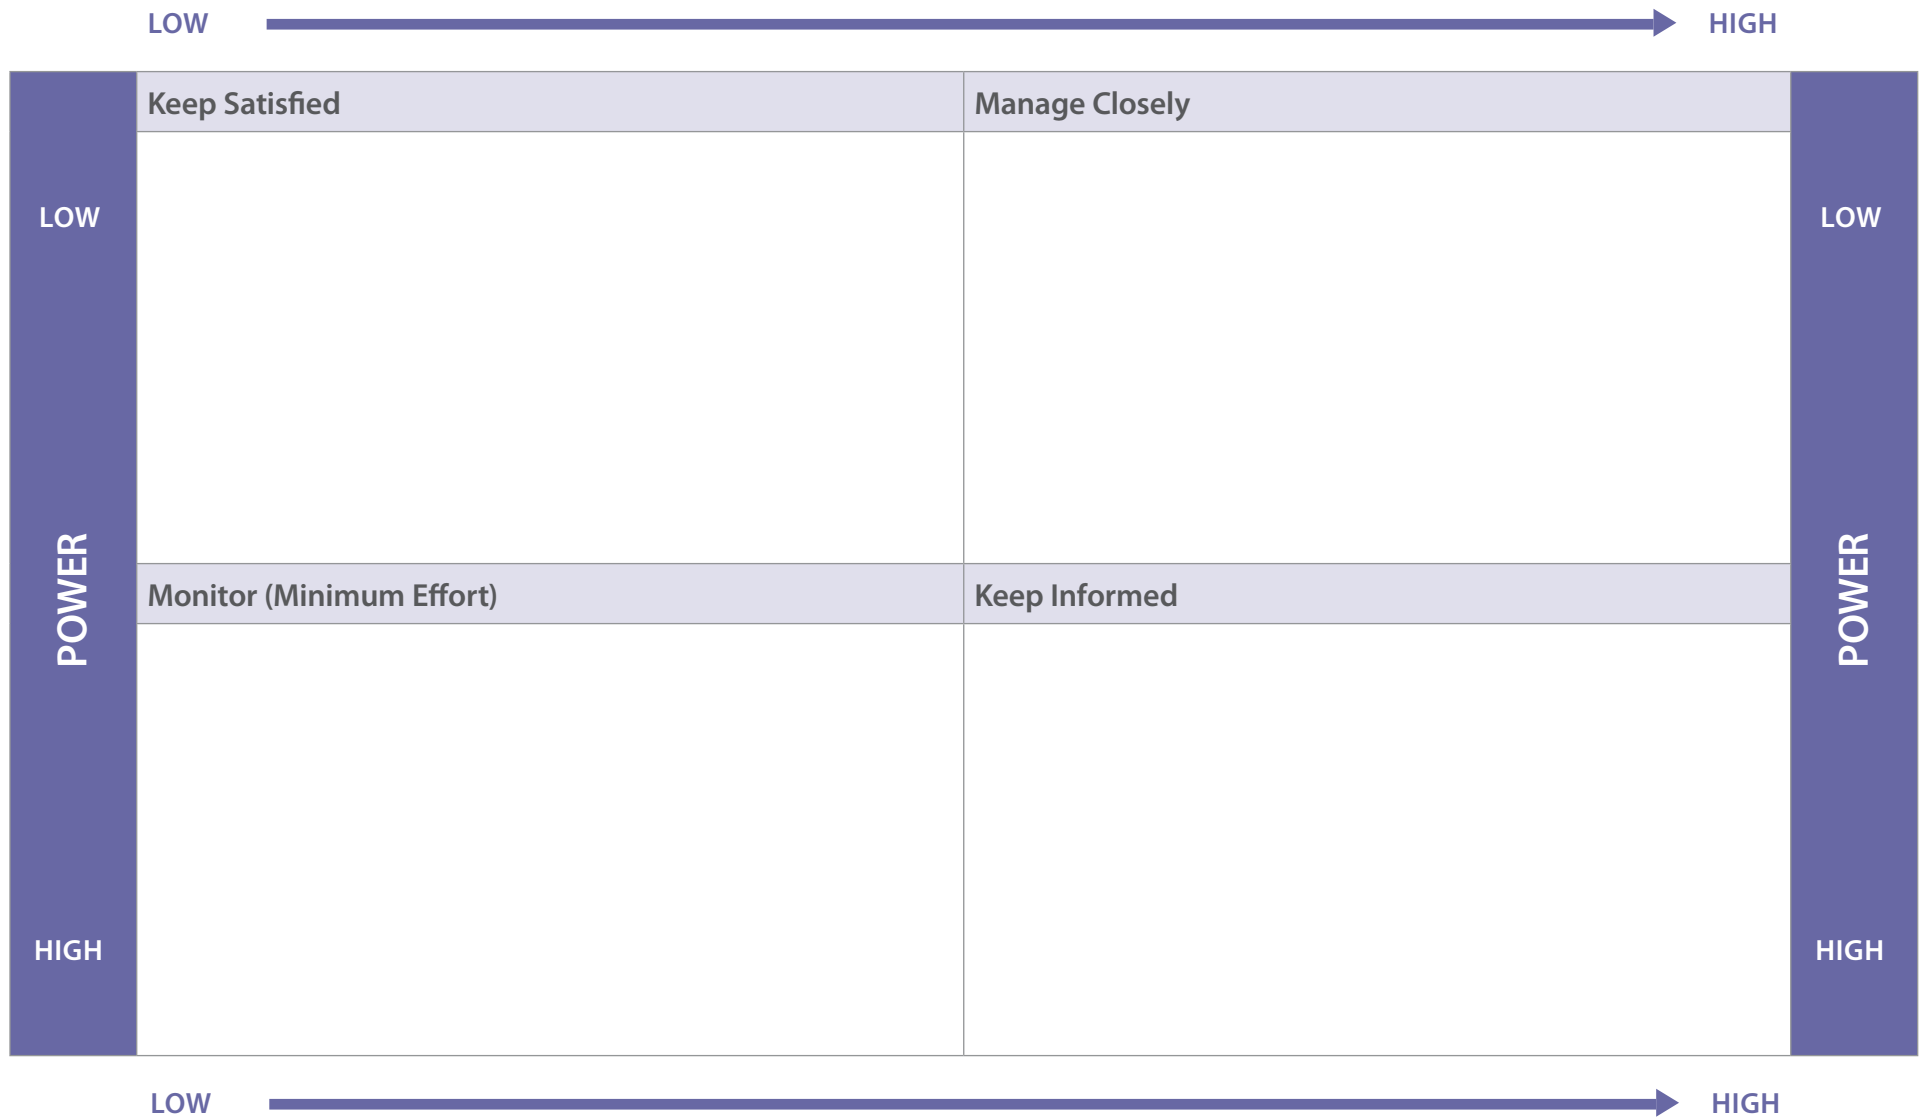 LOW HIGH
Keep Satisfied Manage Closely
LOW LOW
POWER POWER
Monitor (Minimum Effort) Keep Informed
HIGH HIGH
LOW HIGH